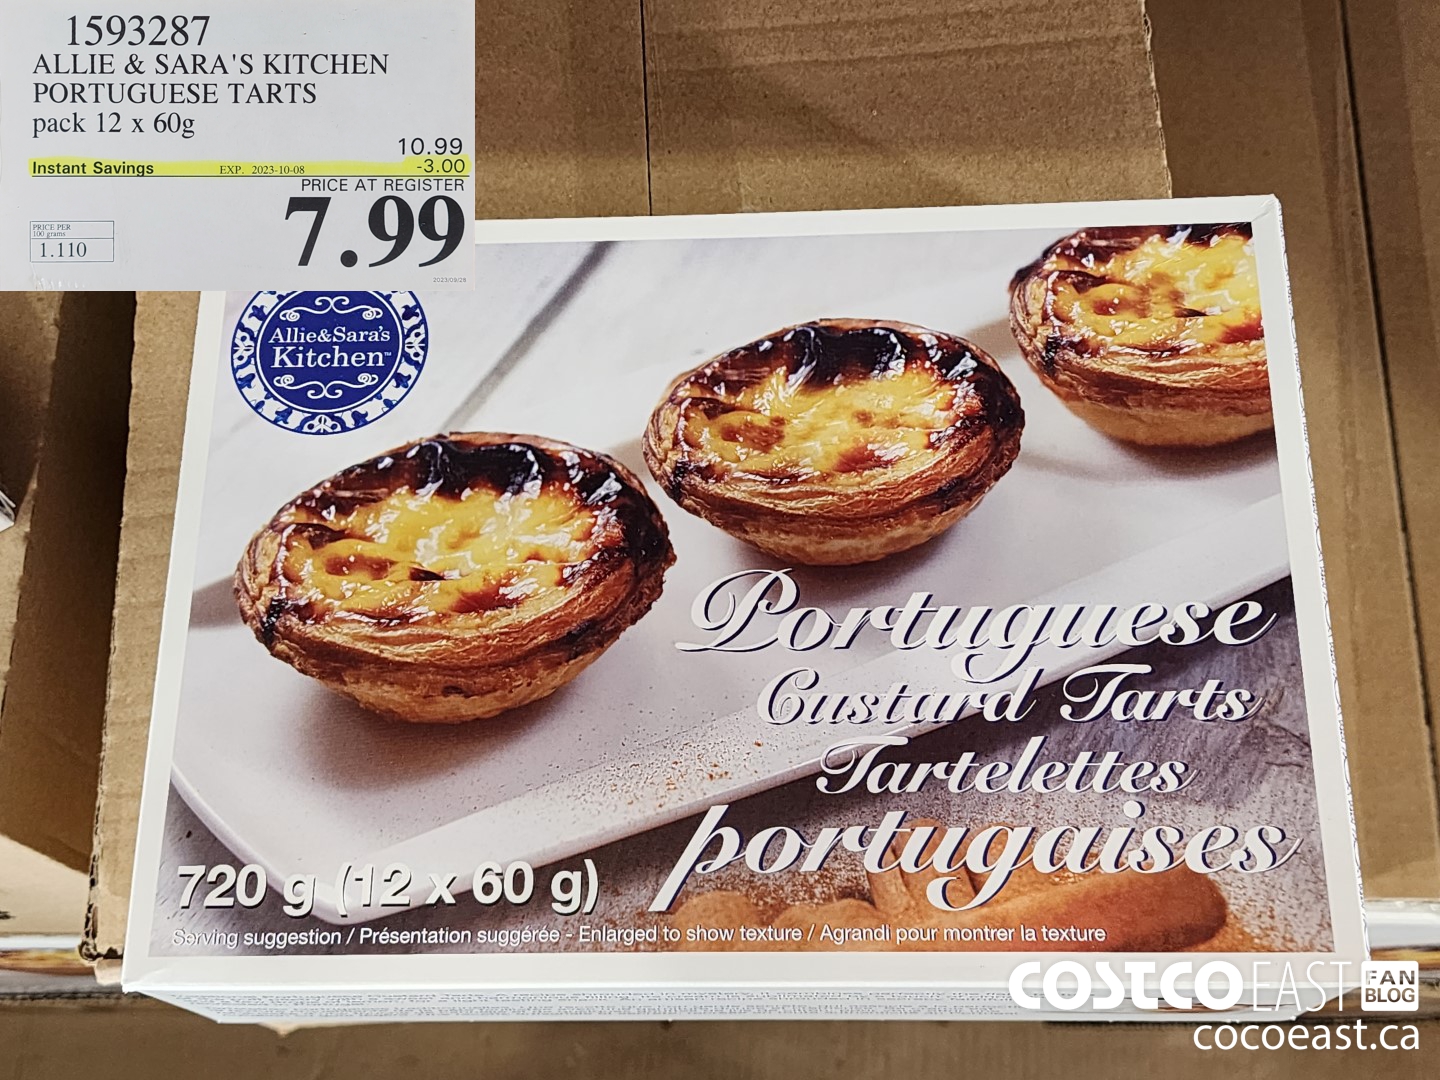 1593287
ALLIE & SARA'S KITCHEN
PORTUGUESE TARTS
pack 12 x 60g
10.99
Instant Savings EXP. 2023-10-08 -3.00
PRICE AT REGISTER
7.99
PRICE PER
100 grams
1.110
2023/09/28
Allie&Sara's
Kitchen™
Portuguese
Custard Tarts
Tartelettes
portugaises
720 g (12 x 60 g)
Serving suggestion / Présentation suggérée - Enlarged to show texture / Agrandi pour montrer la texture
COSTCO EAST FAN BLOG
cocoeast.ca